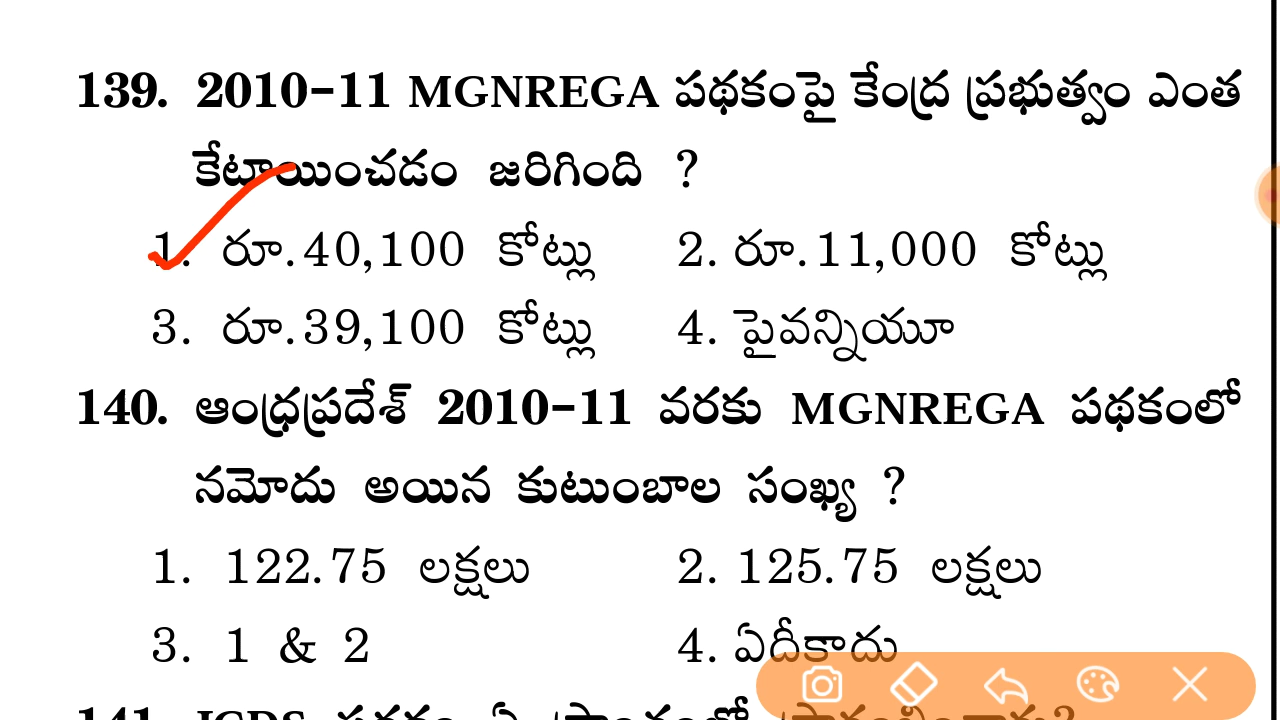 139. 2010-11 MGNREGA పథకంపై కేంద్ర ప్రభుత్వం ఎంత
కేటాయించడం జరిగింది ?
1. రూ.40,100 కోట్లు 2. రూ.11,000 కోట్లు
3. రూ.39,100 కోట్లు 4. పైవన్నియూ
140. ఆంధ్రప్రదేశ్ 2010-11 వరకు MGNREGA పథకంలో
నమోదు అయిన కుటుంబాల సంఖ్య ?
1. 122.75 లక్షలు 2. 125.75 లక్షలు
3. 1 & 2 4. ఏదీకాదు
141. ICDS